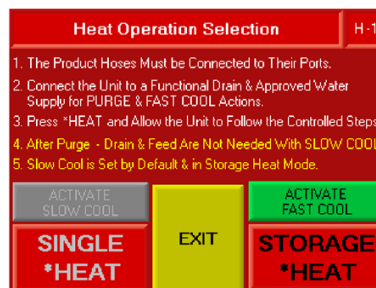 Heat Operation Selection
H-1
1. The Product Hoses Must be Connected to Their Ports.
2. Connect the Unit to a Functional Drain & Approved Water
Supply for PURGE & FAST COOL Actions.
3. Press *HEAT and Allow the Unit to Follow the Controlled Steps
4. After Purge - Drain & Feed Are Not Needed With SLOW COOL
5. Slow Cool is Set by Default & in Storage Heat Mode.
ACTIVATE
SLOW COOL
SINGLE
*HEAT
EXIT
ACTIVATE
FAST COOL
STORAGE
*HEAT